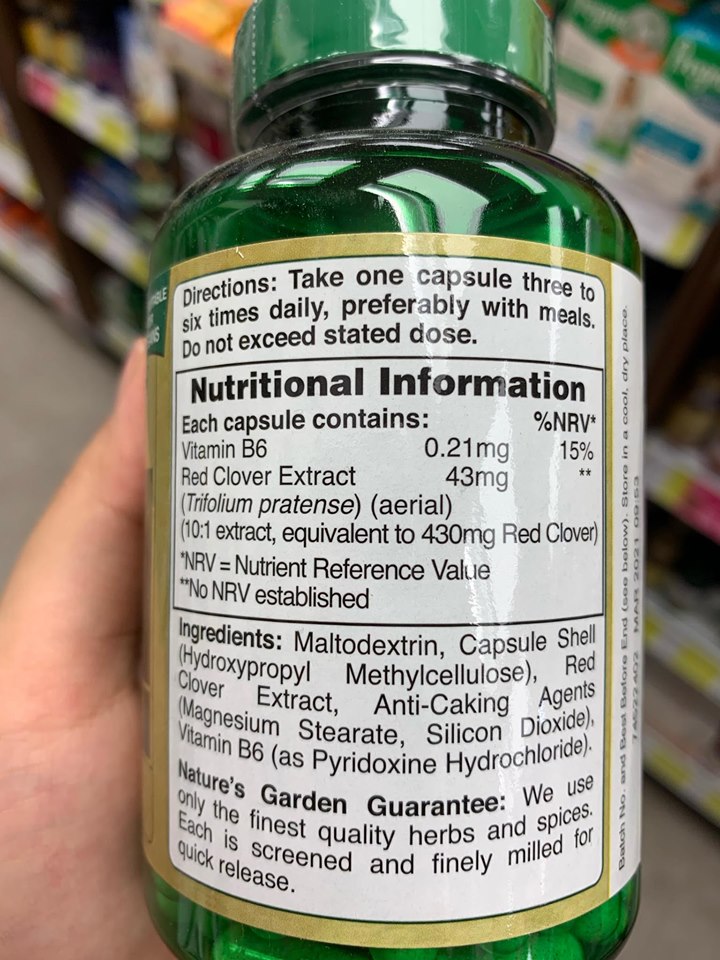 Directions: Take one capsule three to
six times daily, preferably with meals.
Do not exceed stated dose.
Nutritional Information
Each capsule contains: %NRV*
Vitamin B6 0.21mg 15%
Red Clover Extract 43mg **
(Trifolium pratense) (aerial)
(10:1 extract, equivalent to 430mg Red Clover)
*NRV = Nutrient Reference Value
**No NRV established
Ingredients: Maltodextrin, Capsule Shell
(Hydroxypropyl Methylcellulose), Red
Clover Extract, Anti-Caking Agents
(Magnesium Stearate, Silicon Dioxide),
Vitamin B6 (as Pyridoxine Hydrochloride).
Nature's Garden Guarantee: We use
only the finest quality herbs and spices.
Each is screened and finely milled for
quick release.
Batch No. and Best Before End (see below). Store in a cool, dry place.
74522402 MAR 2021 09:53